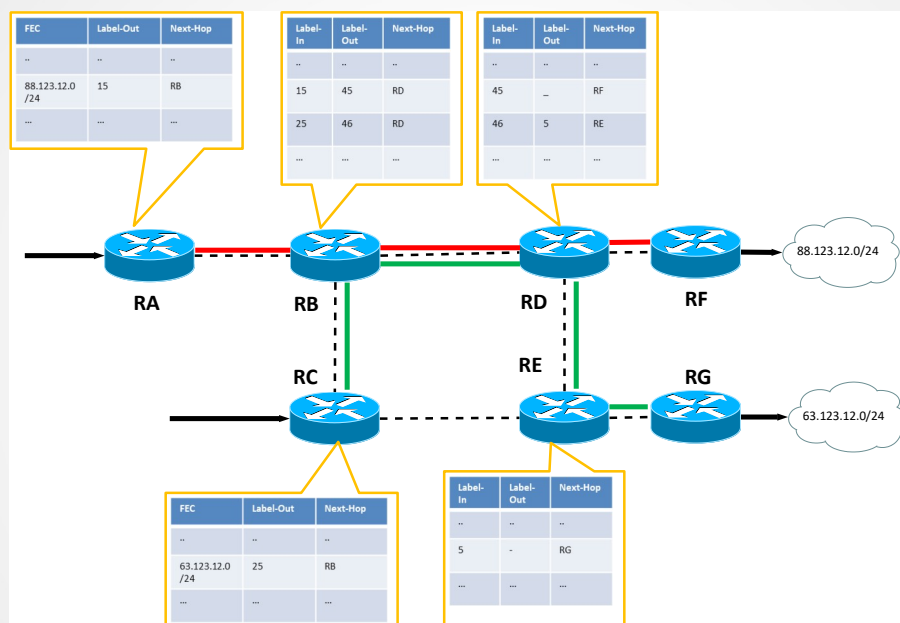 FEC Label-Out Next-Hop
.. .. ..
88.123.12.0 15 RB
/24
... ... ...
Label- Label- Next-Hop
In Out
.. .. ..
15 45 RD
25 46 RD
... ... ...
Label- Label- Next-Hop
In Out
.. .. ..
45 _ RF
46 5 RE
... ... ...
88.123.12.0/24
RA
RB
RD
RF
RC
RE
RG
63.123.12.0/24
FEC Label-Out Next-Hop
.. .. ..
63.123.12.0 25 RB
/24
... ... ...
Label- Label- Next-Hop
In Out
.. .. ..
5 - RG
... ... ...